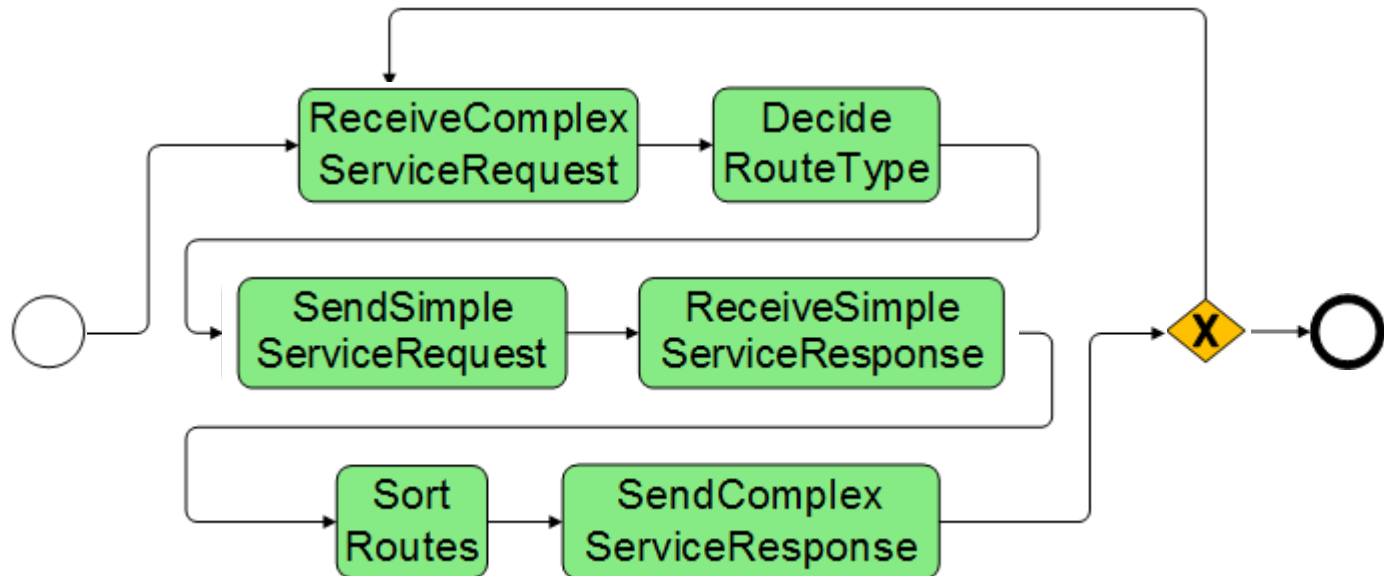 ReceiveComplex
ServiceRequest
Decide
RouteType
SendSimple
ServiceRequest
ReceiveSimple
ServiceResponse
X
Sort
Routes
SendComplex
ServiceResponse